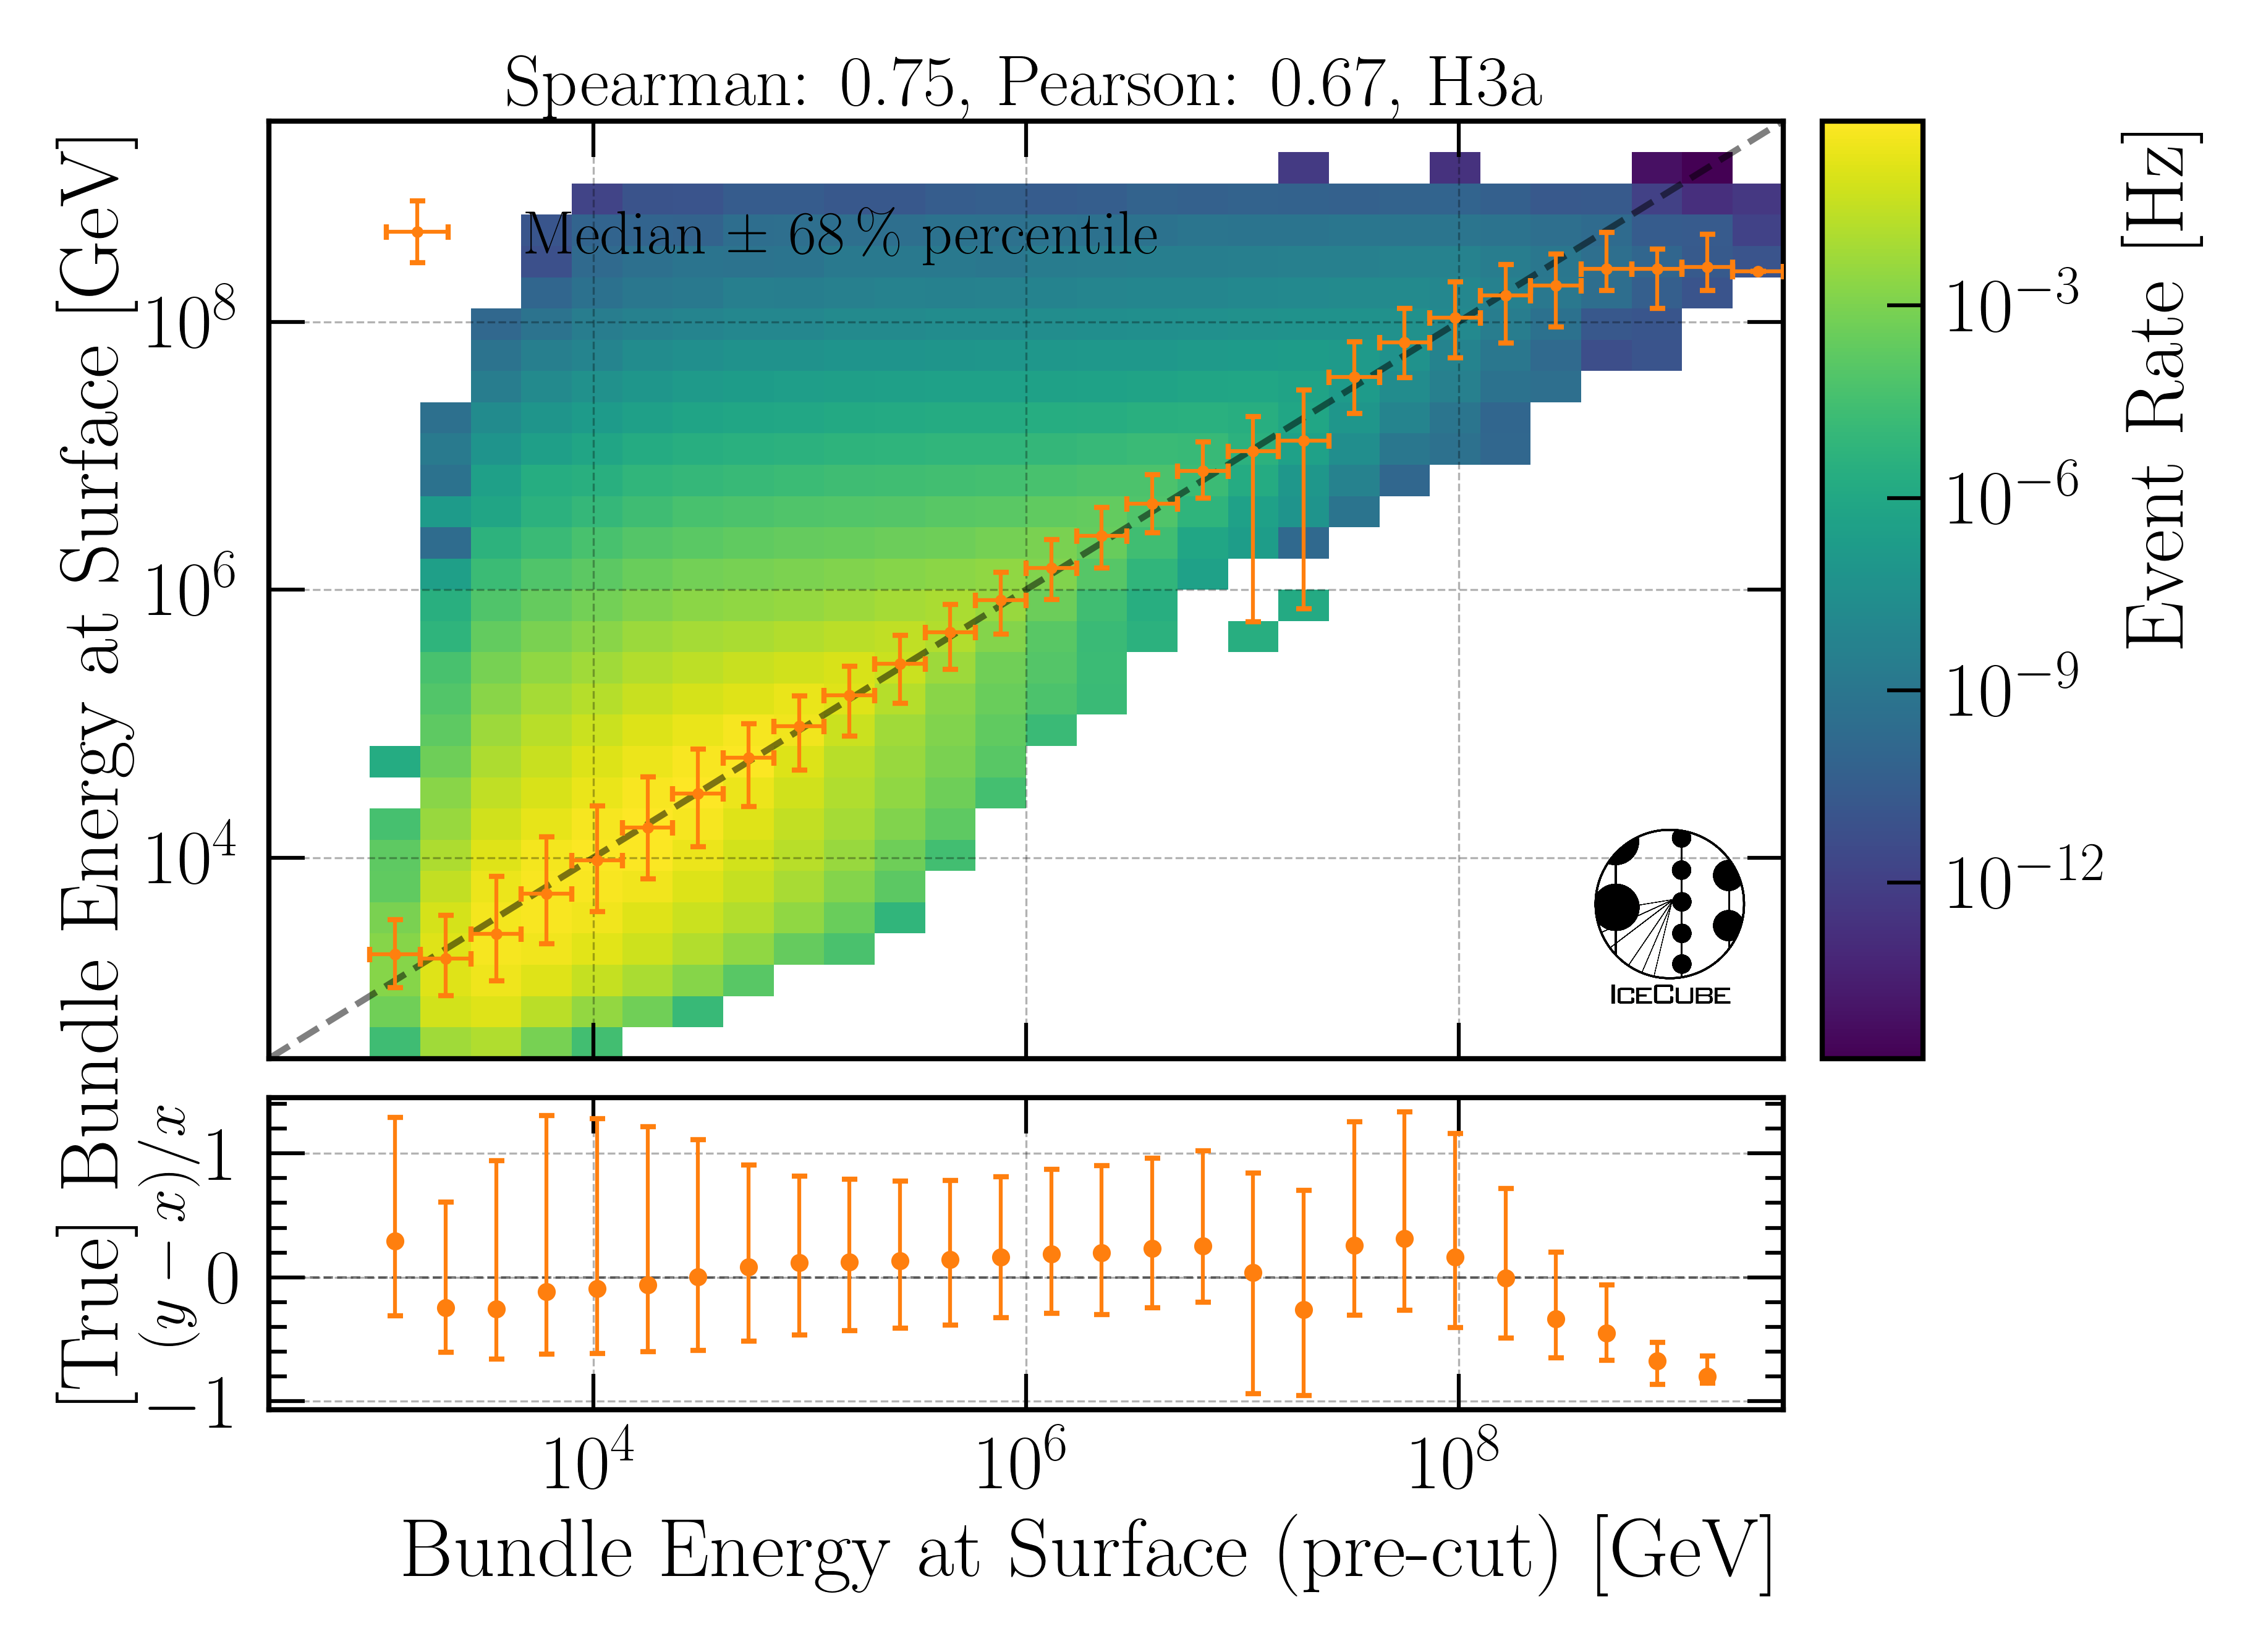 Spearman: 0.75, Pearson: 0.67, H3a
[True] Bundle Energy at Surface [GeV]
Median ± 68 % percentile
10^8
10^6
10^4
ICECUBE
10^-3
10^-6
10^-9
10^-12
Event Rate [Hz]
(y − x)/x
1
0
−1
10^4 10^6 10^8
Bundle Energy at Surface (pre-cut) [GeV]